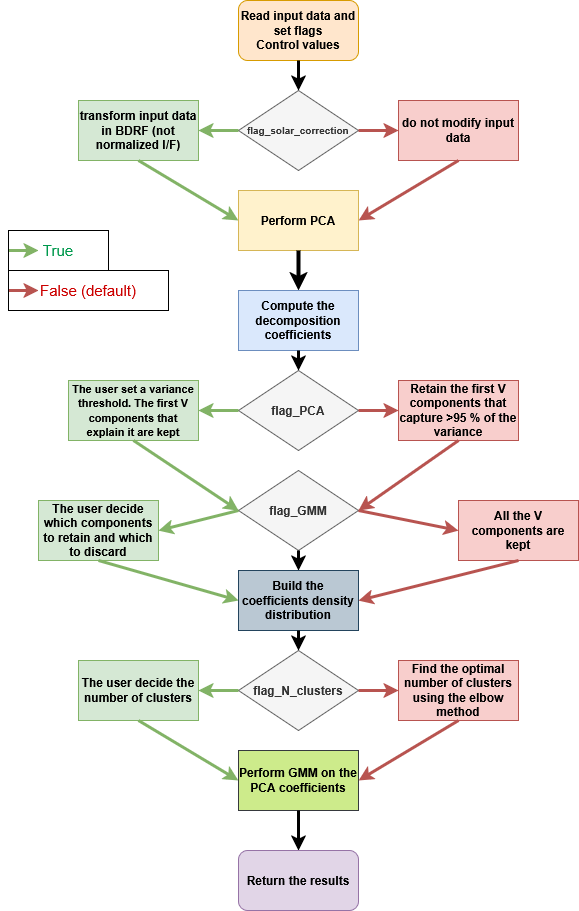 Read input data and
set flags
Control values
transform input data
in BDRF (not
normalized I/F)
flag_solar_correction
do not modify input
data
Perform PCA
True
False (default)
Compute the
decomposition
coefficients
The user set a variance
threshold. The first V
components that
explain it are kept
flag_PCA
Retain the first V
components that
capture >95 % of the
variance
flag_GMM
The user decide
which components
to retain and which
to discard
All the V
components are
kept
Build the
coefficients density
distribution
The user decide the
number of clusters
flag_N_clusters
Find the optimal
number of clusters
using the elbow
method
Perform GMM on the
PCA coefficients
Return the results